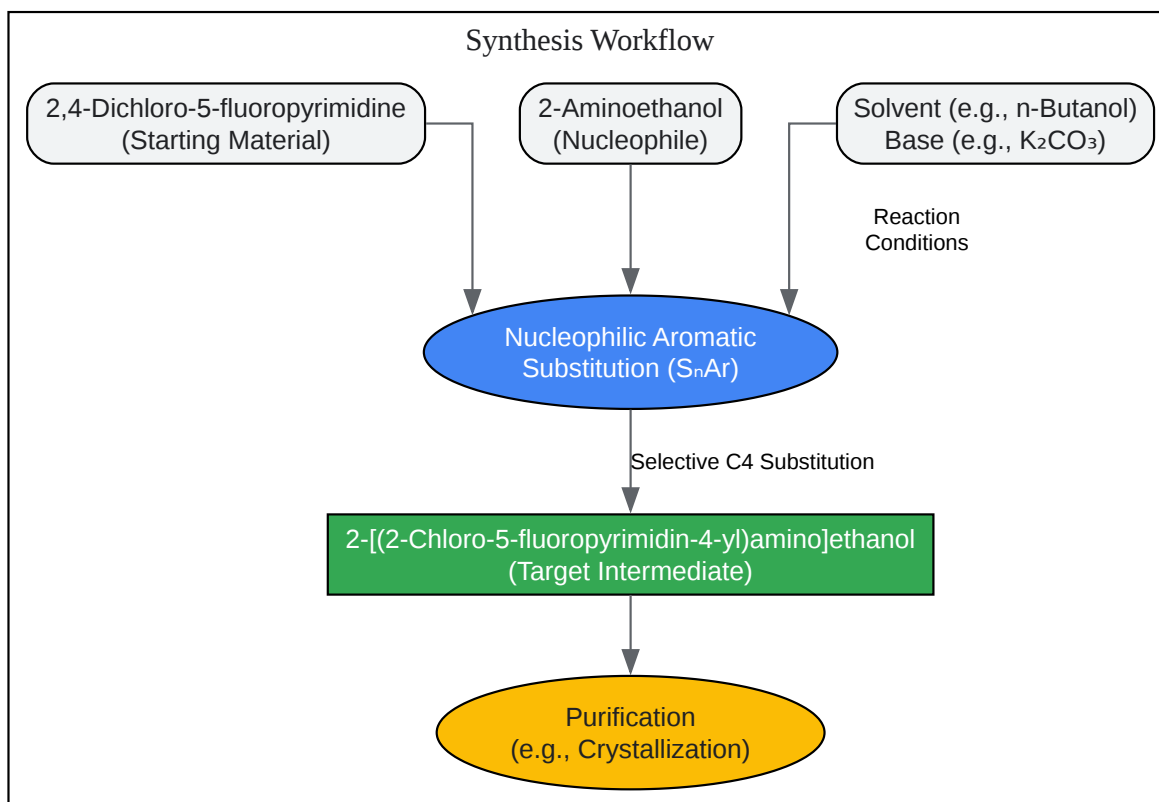 Synthesis Workflow
2,4-Dichloro-5-fluoropyrimidine
(Starting Material)
2-Aminoethanol
(Nucleophile)
Solvent (e.g., n-Butanol)
Base (e.g., K₂CO₃)
Reaction
Conditions
Nucleophilic Aromatic
Substitution (SₙAr)
Selective C4 Substitution
2-[(2-Chloro-5-fluoropyrimidin-4-yl)amino]ethanol
(Target Intermediate)
Purification
(e.g., Crystallization)